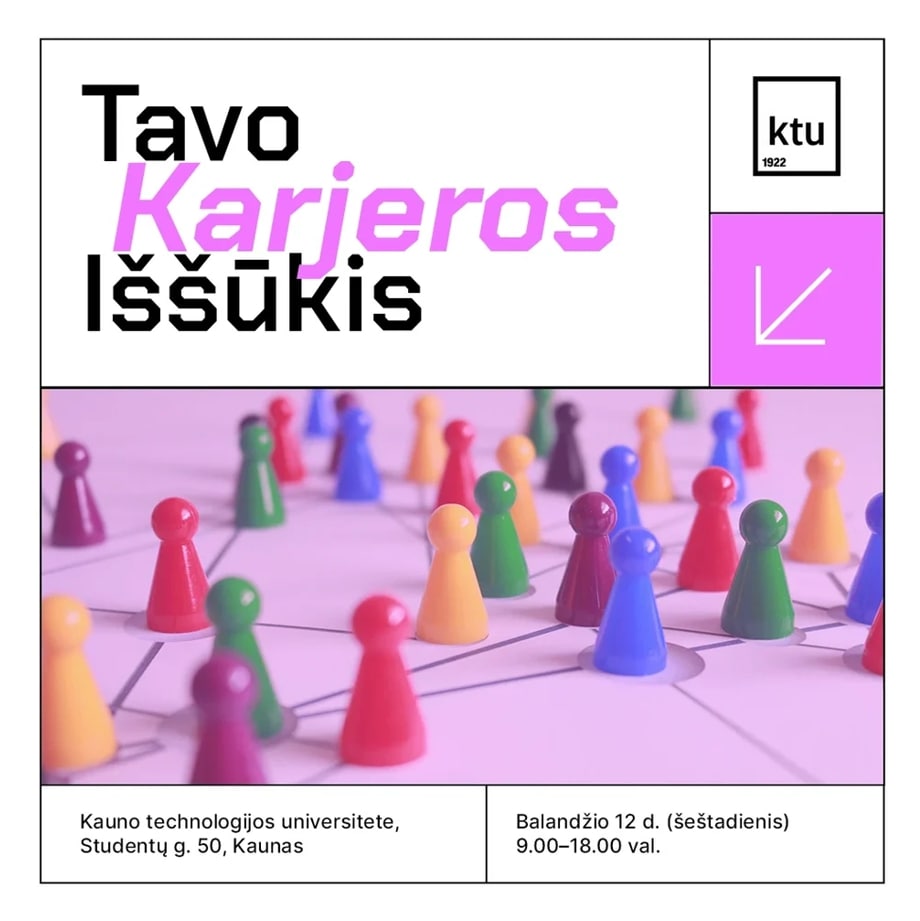 Tavo
Karjeros
Iššūkis
ktu
1922
Kauno technologijos universitete,
Studentų g. 50, Kaunas
Balandžio 12 d. (šeštadienis)
9.00–18.00 val.